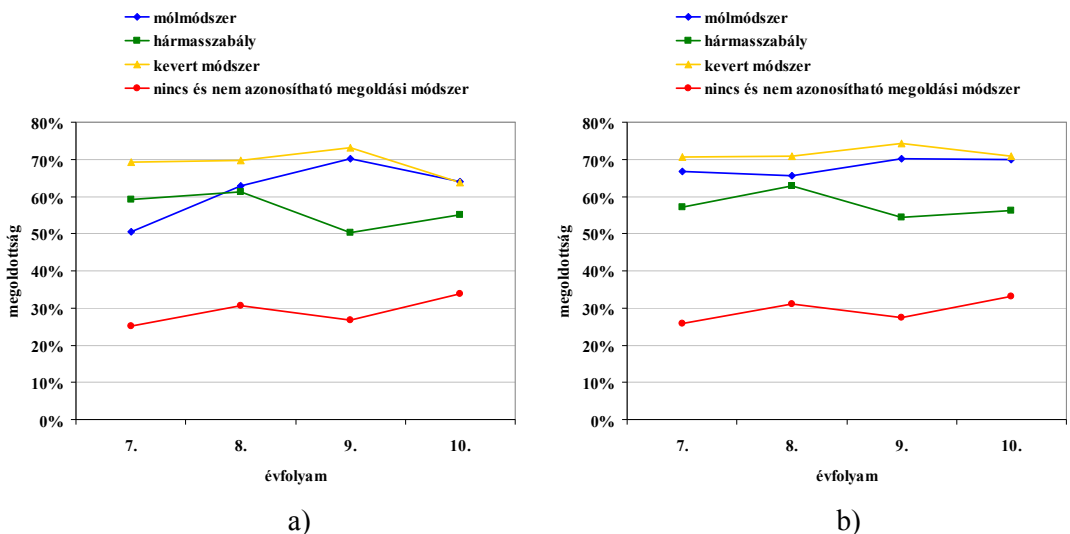 mólmódszer
hármasszabály
kevert módszer
nincs és nem azonosítható megoldási módszer
80%
70%
60%
50%
40%
30%
20%
10%
0%
megoldottság
7. 8. 9. 10.
évfolyam
a)
mólmódszer
hármasszabály
kevert módszer
nincs és nem azonosítható megoldási módszer
80%
70%
60%
50%
40%
30%
20%
10%
0%
megoldottság
7. 8. 9. 10.
évfolyam
b)